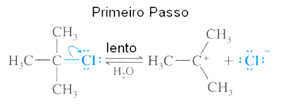 Primeiro Passo
CH₃ CH₃
H₃C—C—Cl: lento H₂O H₃C—C⁺ + :Cl:⁻
CH₃ CH₃